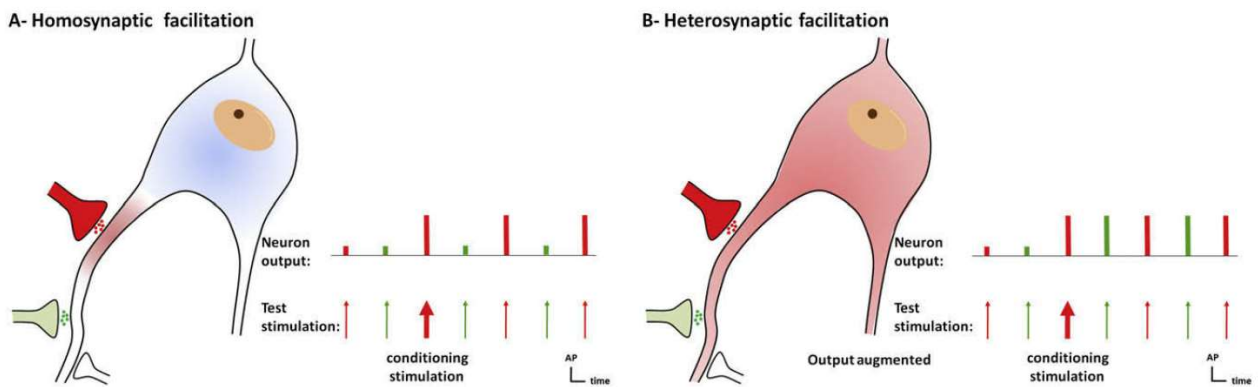 A- Homosynaptic facilitation
Neuron
output:
Test
stimulation:
conditioning
stimulation
AP
time
B- Heterosynaptic facilitation
Neuron
output:
Test
stimulation:
Output augmented
conditioning
stimulation
AP
time